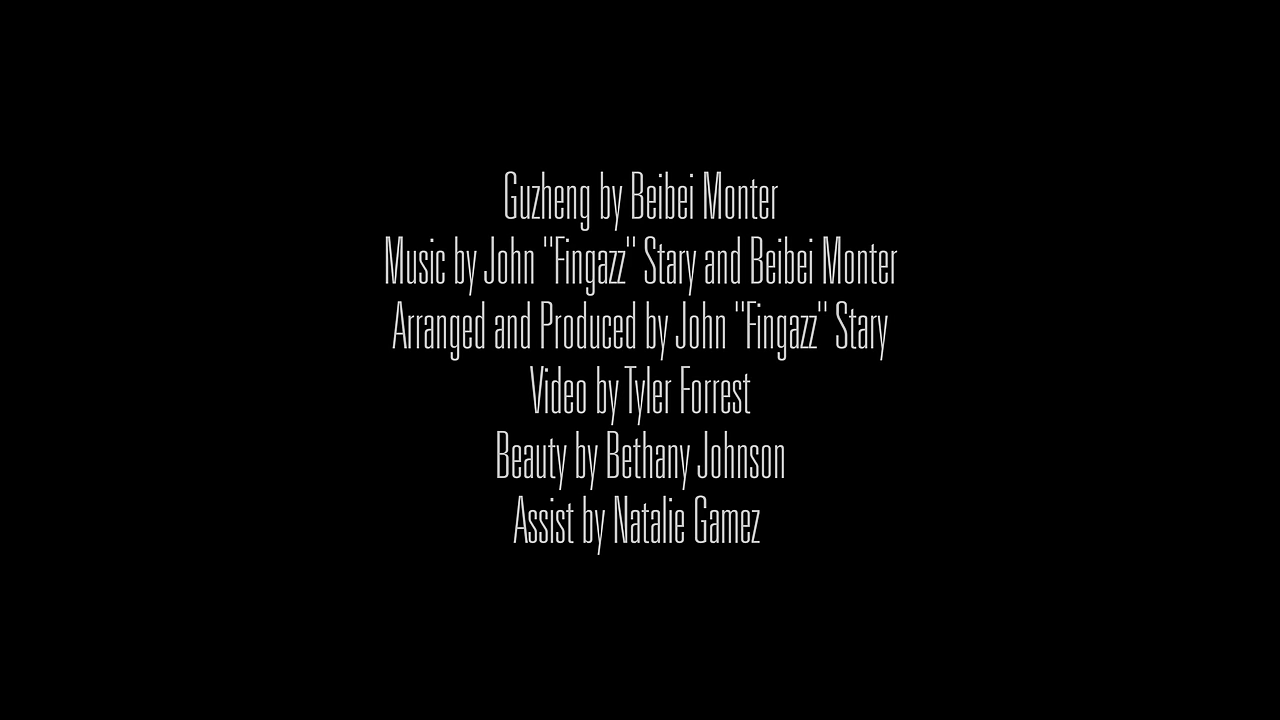 Guzheng by Beibei Monter
Music by John "Fingazz" Stary and Beibei Monter
Arranged and Produced by John "Fingazz" Stary
Video by Tyler Forrest
Beauty by Bethany Johnson
Assist by Natalie Gamez